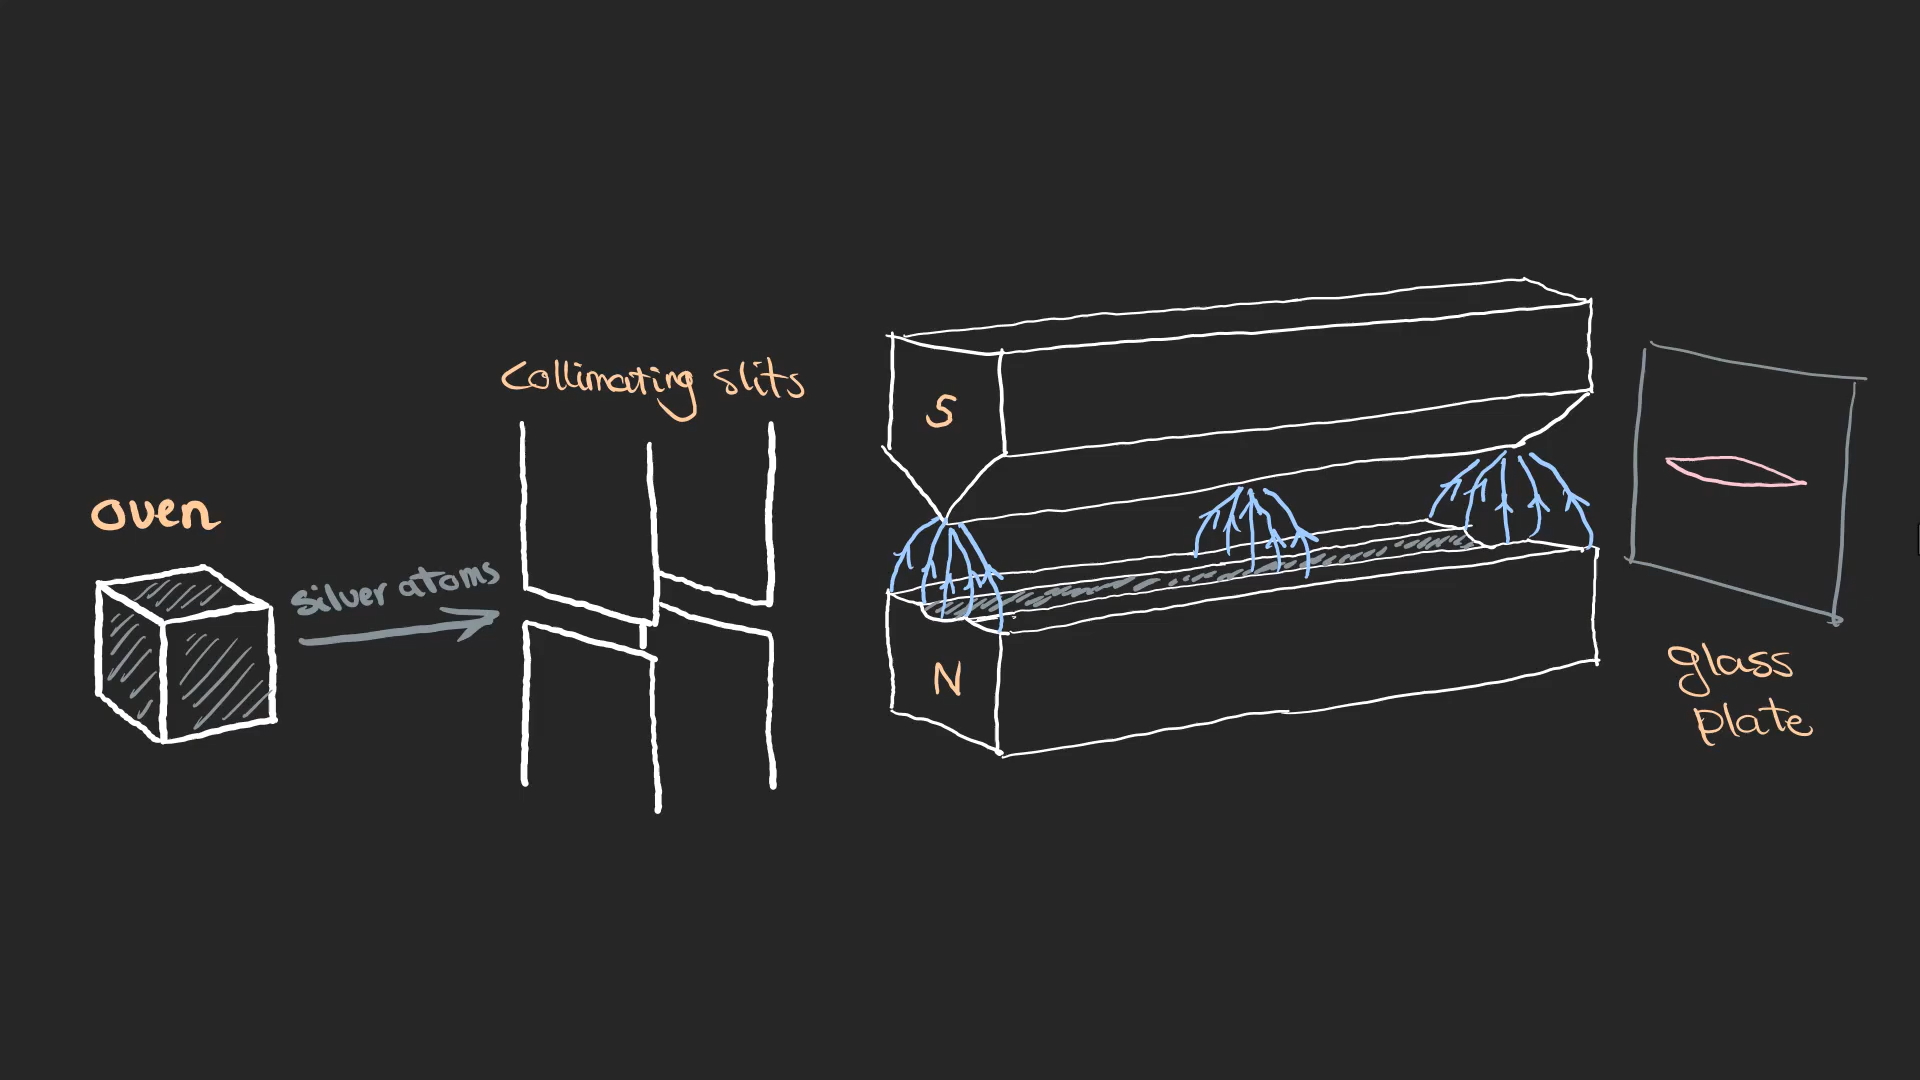 oven
silver atoms
Collimating slits
S
N
glass
plate